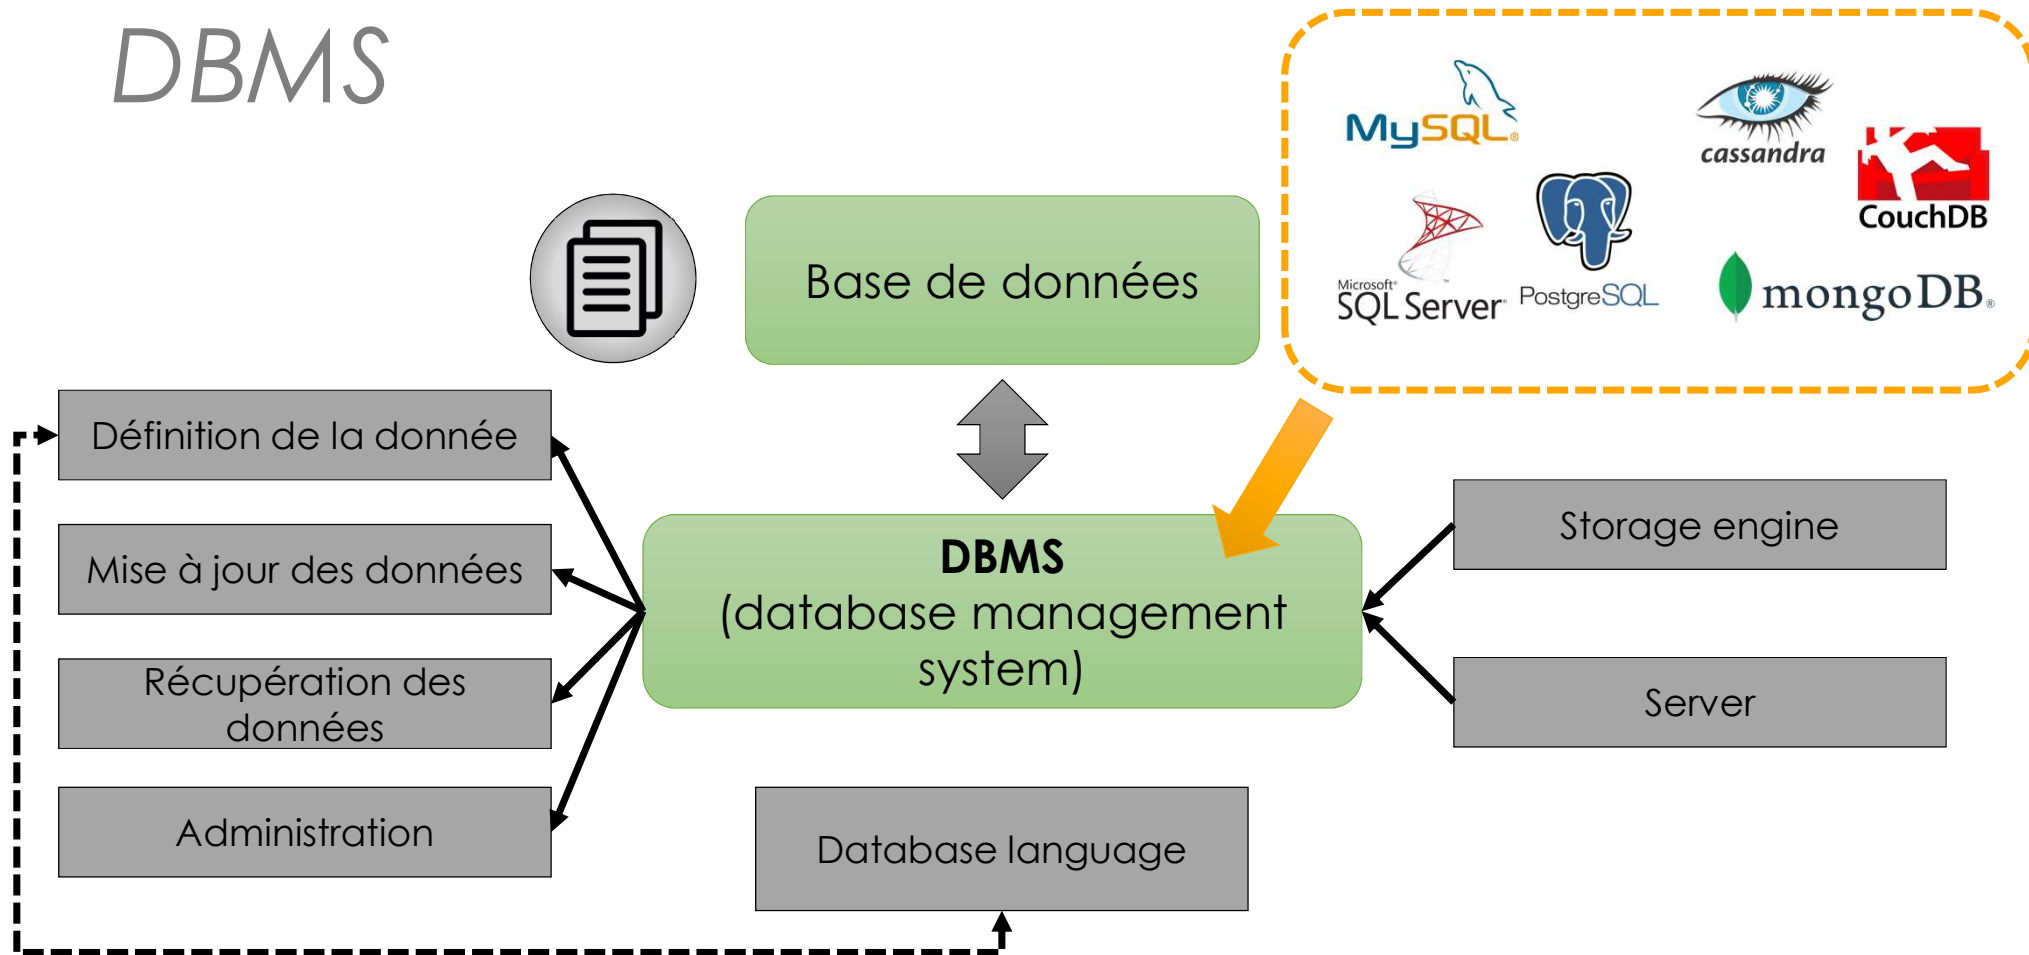 DBMS
MySQL®
cassandra
CouchDB
Microsoft®
SQL Server®
PostgreSQL
mongoDB®
Base de données
Définition de la donnée
Mise à jour des données
Récupération des
données
Administration
DBMS
(database management
system)
Storage engine
Server
Database language